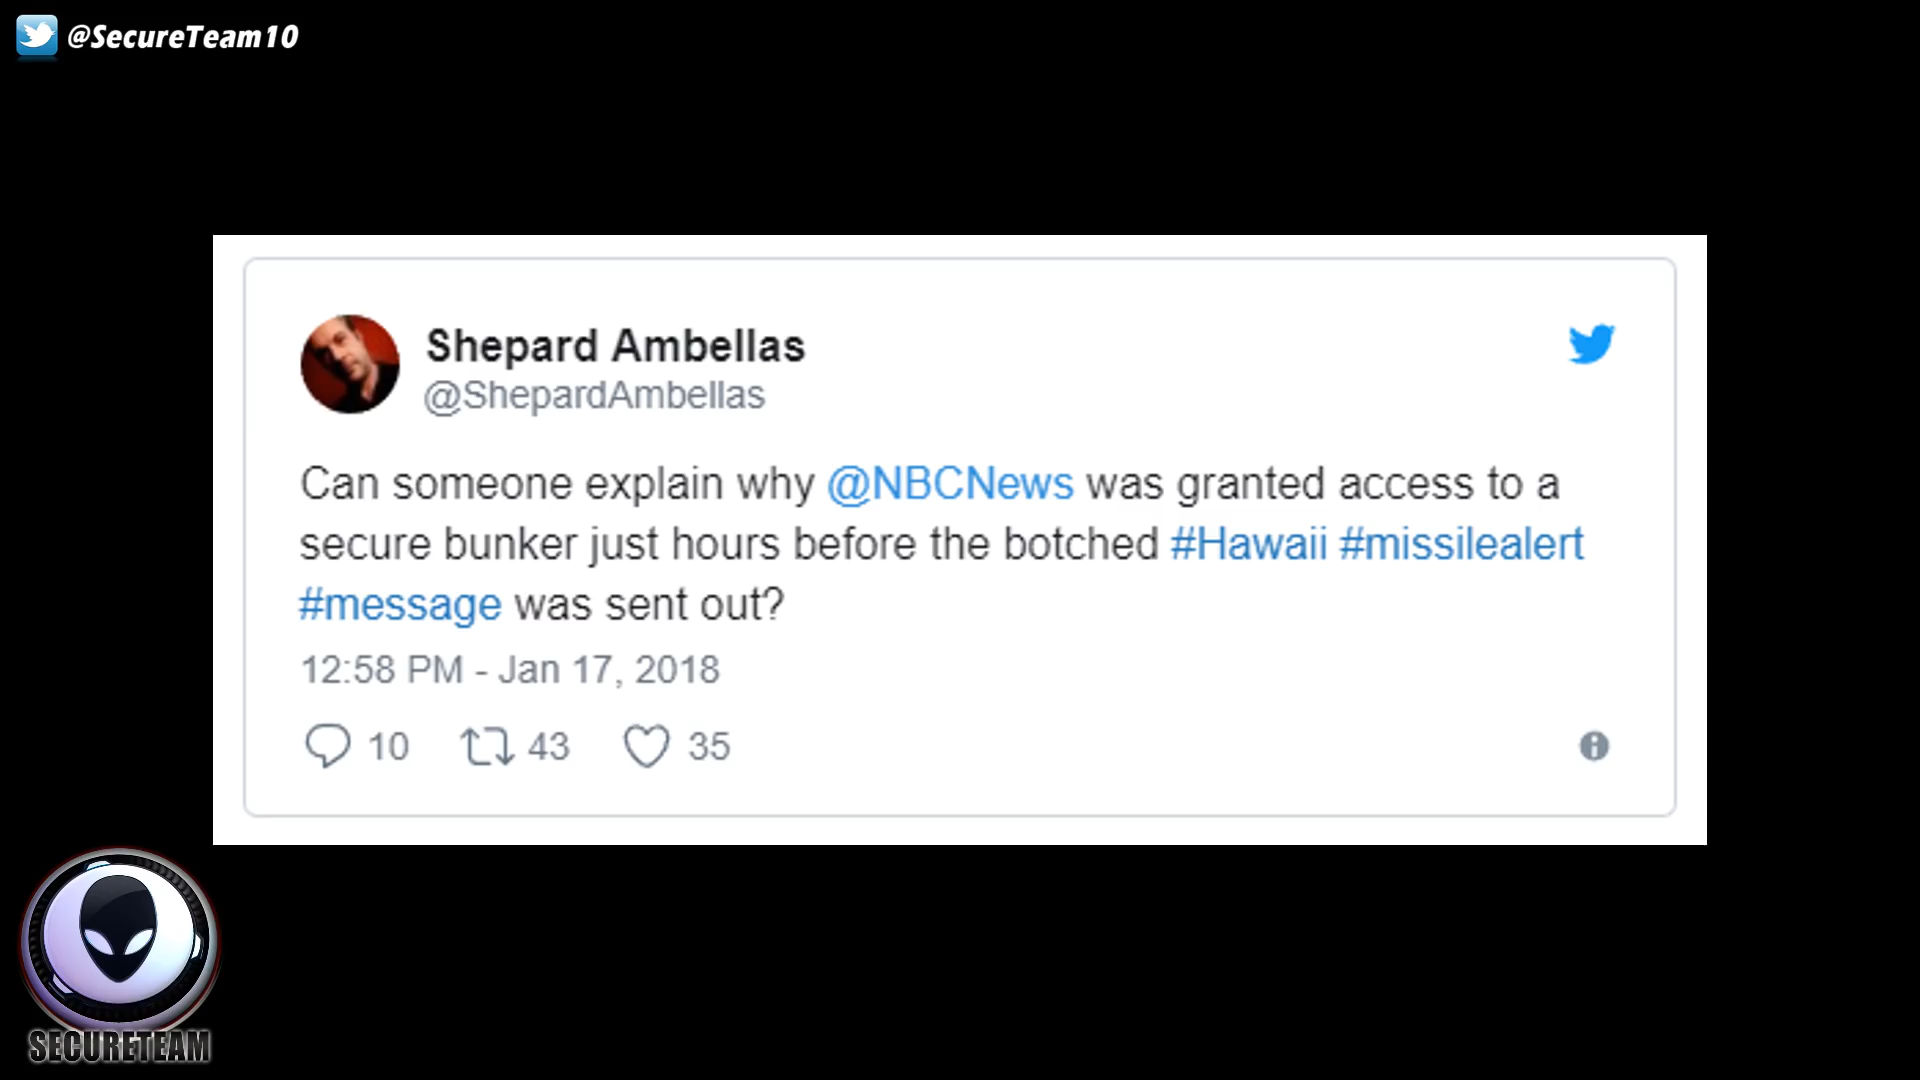 @SecureTeam10
Shepard Ambellas
@ShepardAmbellas
Can someone explain why @NBCNews was granted access to a
secure bunker just hours before the botched #Hawaii #missilealert
#message was sent out?
12:58 PM - Jan 17, 2018
10 43 35
SECURETEAM